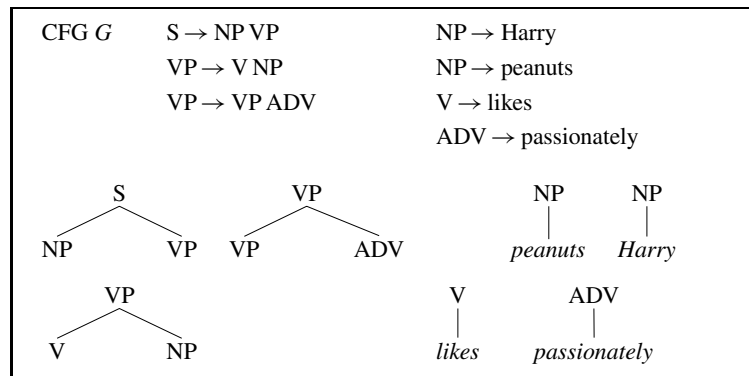 CFG G S → NP VP NP → Harry
VP → V NP NP → peanuts
VP → VP ADV V → likes
ADV → passionately
S VP NP NP
NP VP VP ADV peanuts Harry
VP V ADV
V NP likes passionately